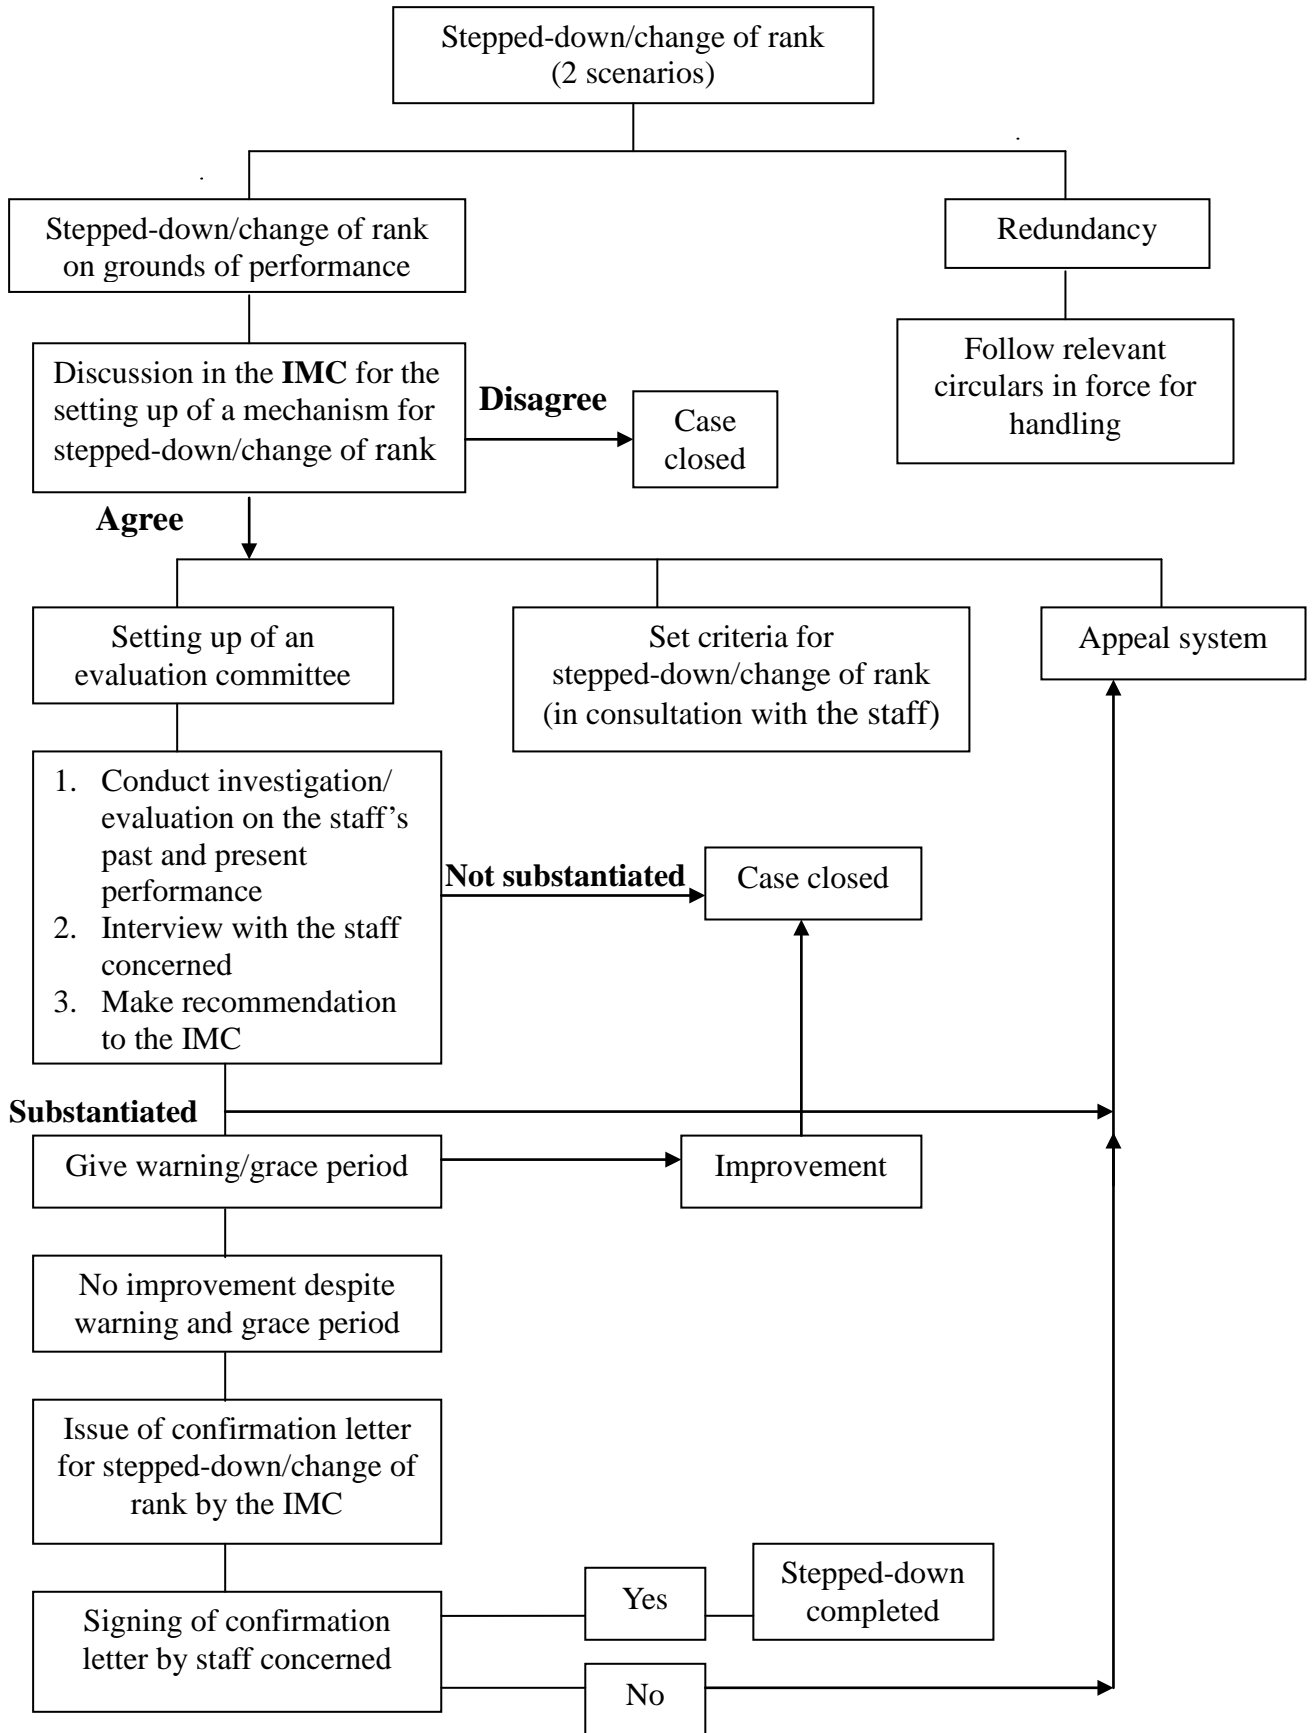 Stepped-down/change of rank
(2 scenarios)
Stepped-down/change of rank
on grounds of performance
Redundancy
Discussion in the IMC for the
setting up of a mechanism for
stepped-down/change of rank
Disagree
Case
closed
Follow relevant
circulars in force for
handling
Agree
Setting up of an
evaluation committee
Set criteria for
stepped-down/change of rank
(in consultation with the staff)
Appeal system
1. Conduct investigation/
evaluation on the staff’s
past and present
performance
2. Interview with the staff
concerned
3. Make recommendation
to the IMC
Not substantiated
Case closed
Substantiated
Give warning/grace period
Improvement
No improvement despite
warning and grace period
Issue of confirmation letter
for stepped-down/change of
rank by the IMC
Signing of confirmation
letter by staff concerned
Yes
Stepped-down
completed
No